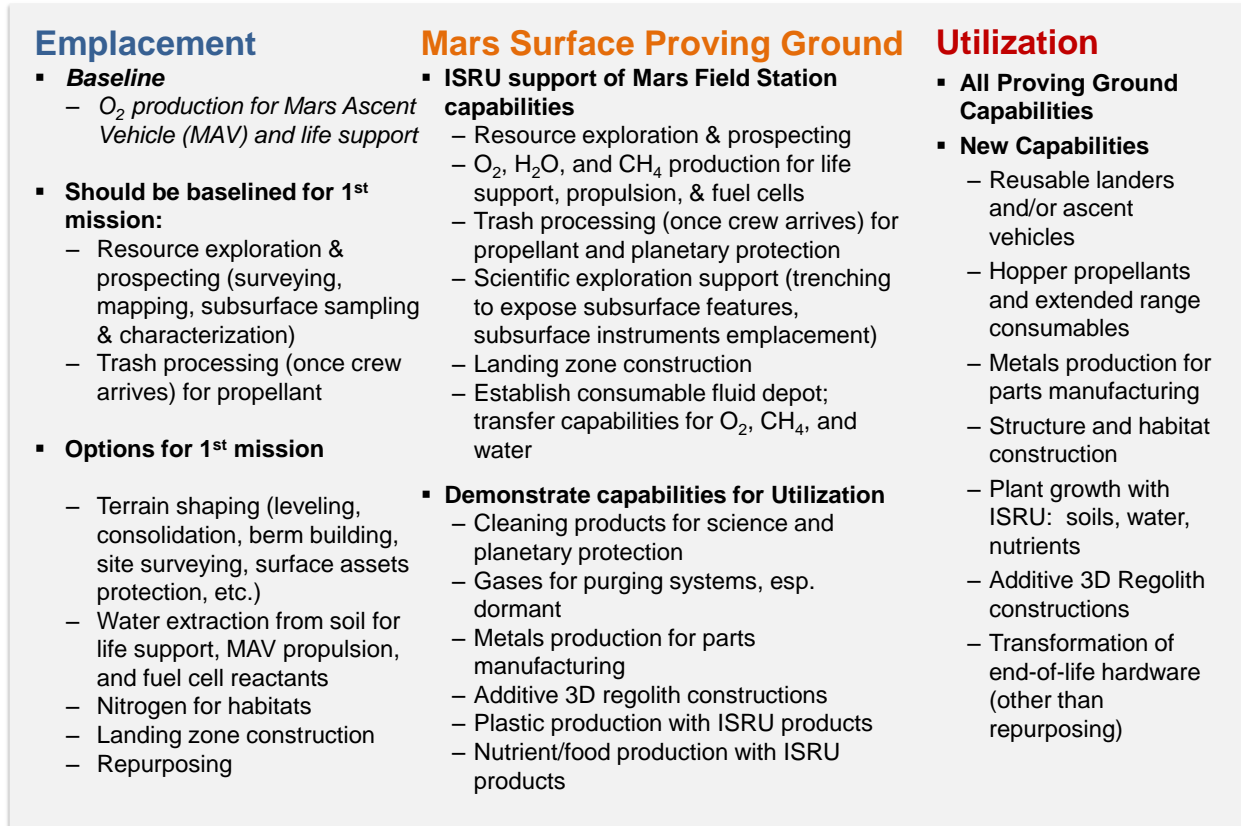 Emplacement
▪ Baseline
– O₂ production for Mars Ascent
Vehicle (MAV) and life support
▪ Should be baselined for 1st
mission:
– Resource exploration &
prospecting (surveying,
mapping, subsurface sampling
& characterization)
– Trash processing (once crew
arrives) for propellant
▪ Options for 1st mission
– Terrain shaping (leveling,
consolidation, berm building,
site surveying, surface assets
protection, etc.)
– Water extraction from soil for
life support, MAV propulsion,
and fuel cell reactants
– Nitrogen for habitats
– Landing zone construction
– Repurposing
Mars Surface Proving Ground
▪ ISRU support of Mars Field Station
capabilities
– Resource exploration & prospecting
– O₂, H₂O, and CH₄ production for life
support, propulsion, & fuel cells
– Trash processing (once crew arrives) for
propellant and planetary protection
– Scientific exploration support (trenching
to expose subsurface features,
subsurface instruments emplacement)
– Landing zone construction
– Establish consumable fluid depot;
transfer capabilities for O₂, CH₄, and
water
▪ Demonstrate capabilities for Utilization
– Cleaning products for science and
planetary protection
– Gases for purging systems, esp.
dormant
– Metals production for parts
manufacturing
– Additive 3D regolith constructions
– Plastic production with ISRU products
– Nutrient/food production with ISRU
products
Utilization
▪ All Proving Ground
Capabilities
▪ New Capabilities
– Reusable landers
and/or ascent
vehicles
– Hopper propellants
and extended range
consumables
– Metals production for
parts manufacturing
– Structure and habitat
construction
– Plant growth with
ISRU: soils, water,
nutrients
– Additive 3D Regolith
constructions
– Transformation of
end-of-life hardware
(other than
repurposing)